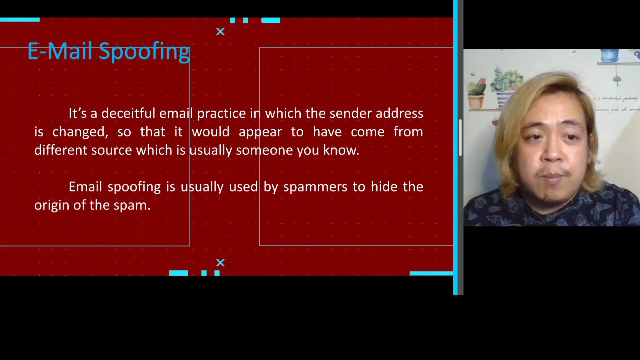 E-Mail Spoofing
It's a deceitful email practice in which the sender address
is changed, so that it would appear to have come from
different source which is usually someone you know.
Email spoofing is usually used by spammers to hide the
origin of the spam.